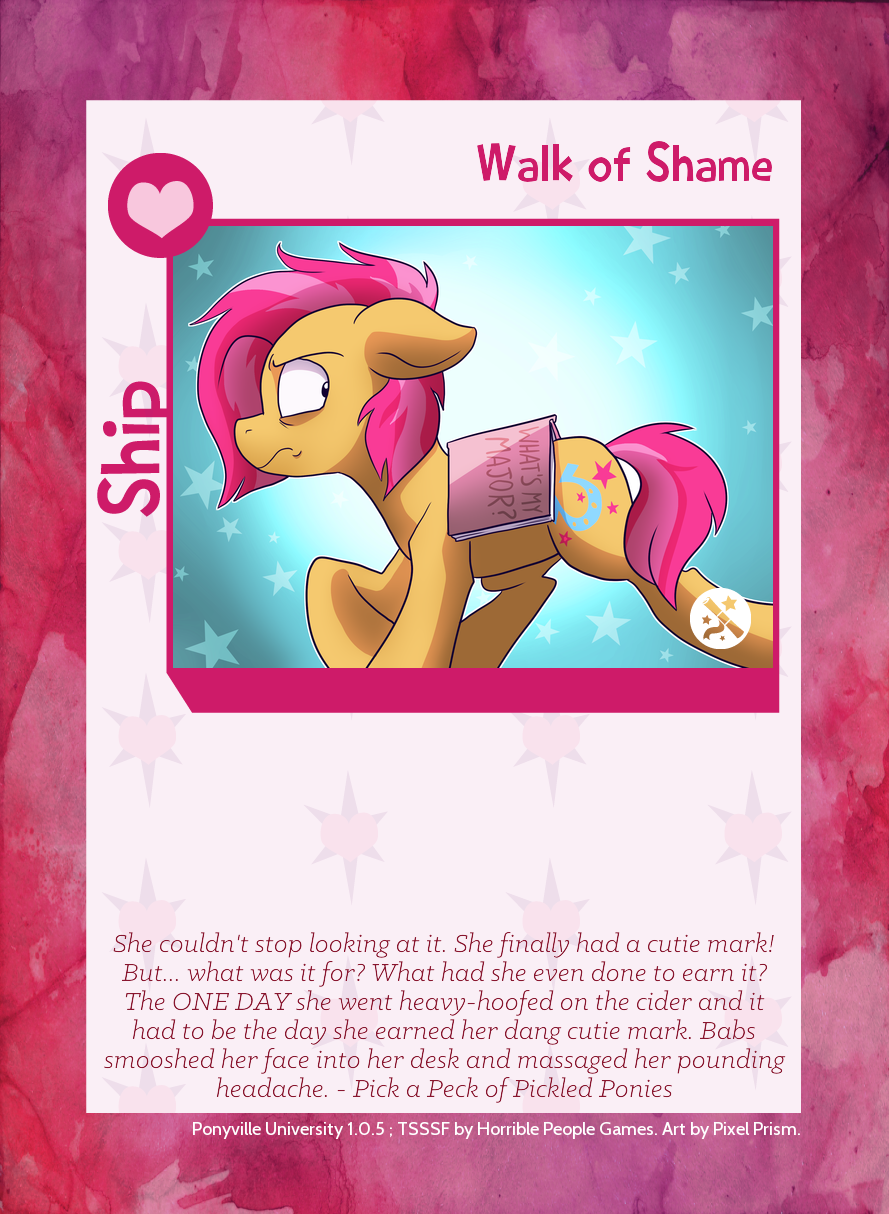 Walk of Shame
Ship
WHAT'S MY
MAJOR?
She couldn't stop looking at it. She finally had a cutie mark!
But... what was it for? What had she even done to earn it?
The ONE DAY she went heavy-hoofed on the cider and it
had to be the day she earned her dang cutie mark. Babs
smooshed her face into her desk and massaged her pounding
headache. - Pick a Peck of Pickled Ponies
Ponyville University 1.0.5 ; TSSSF by Horrible People Games. Art by Pixel Prism.